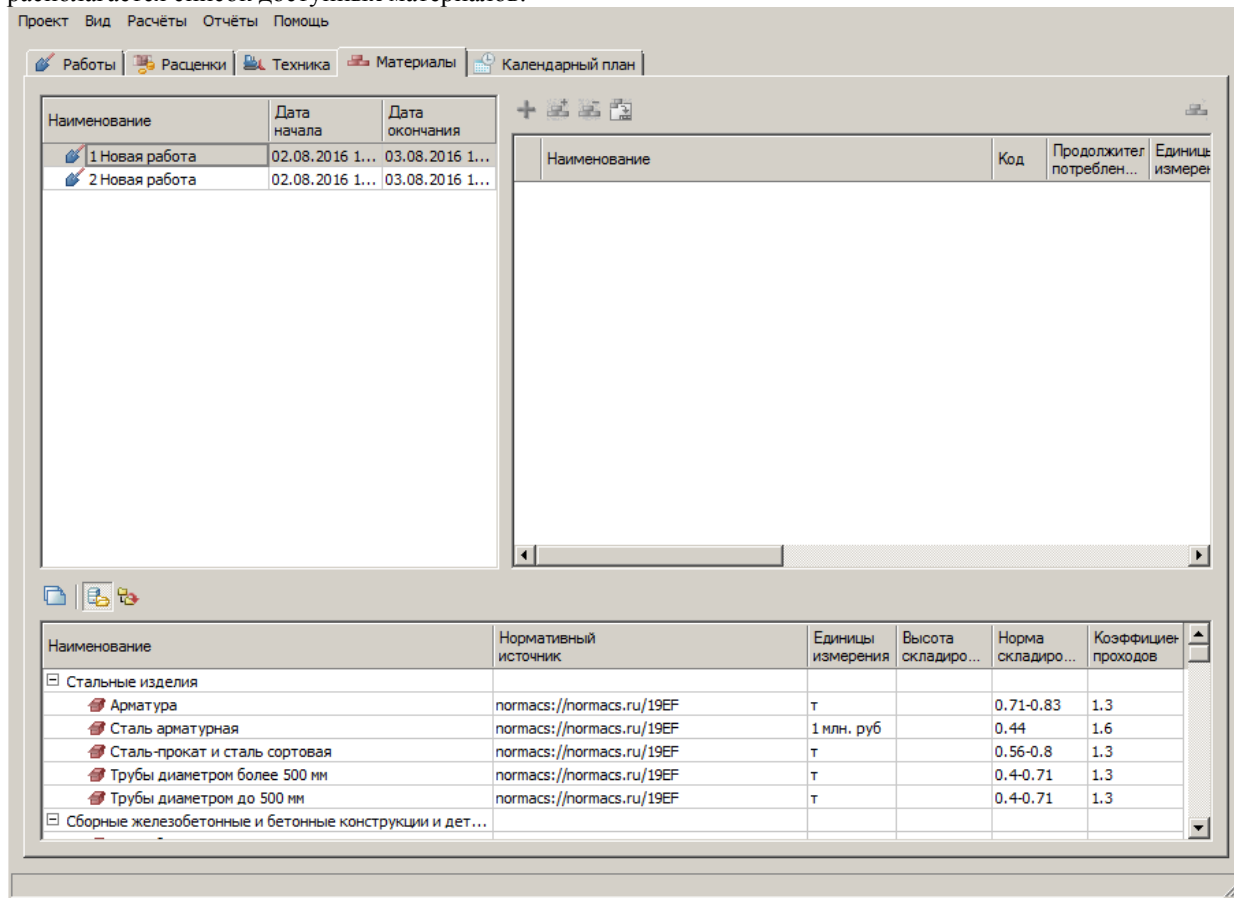 располагается список доступных материалов.
Проект Вид Расчёты Отчёты Помощь
Работы Расценки Техника Материалы Календарный план
Наименование Дата начала Дата окончания
1 Новая работа 02.08.2016 1... 03.08.2016 1...
2 Новая работа 02.08.2016 1... 03.08.2016 1...
Наименование Код Продолжител потреблен... Единиць измерен
Наименование Нормативный источник Единицы измерения Высота складиро... Норма складиро... Коэффициен проходов
Стальные изделия
Арматура normacs://normacs.ru/19EF т 0.71-0.83 1.3
Сталь арматурная normacs://normacs.ru/19EF 1 млн. руб 0.44 1.6
Сталь-прокат и сталь сортовая normacs://normacs.ru/19EF т 0.56-0.8 1.3
Трубы диаметром более 500 мм normacs://normacs.ru/19EF т 0.4-0.71 1.3
Трубы диаметром до 500 мм normacs://normacs.ru/19EF т 0.4-0.71 1.3
Сборные железобетонные и бетонные конструкции и дет...